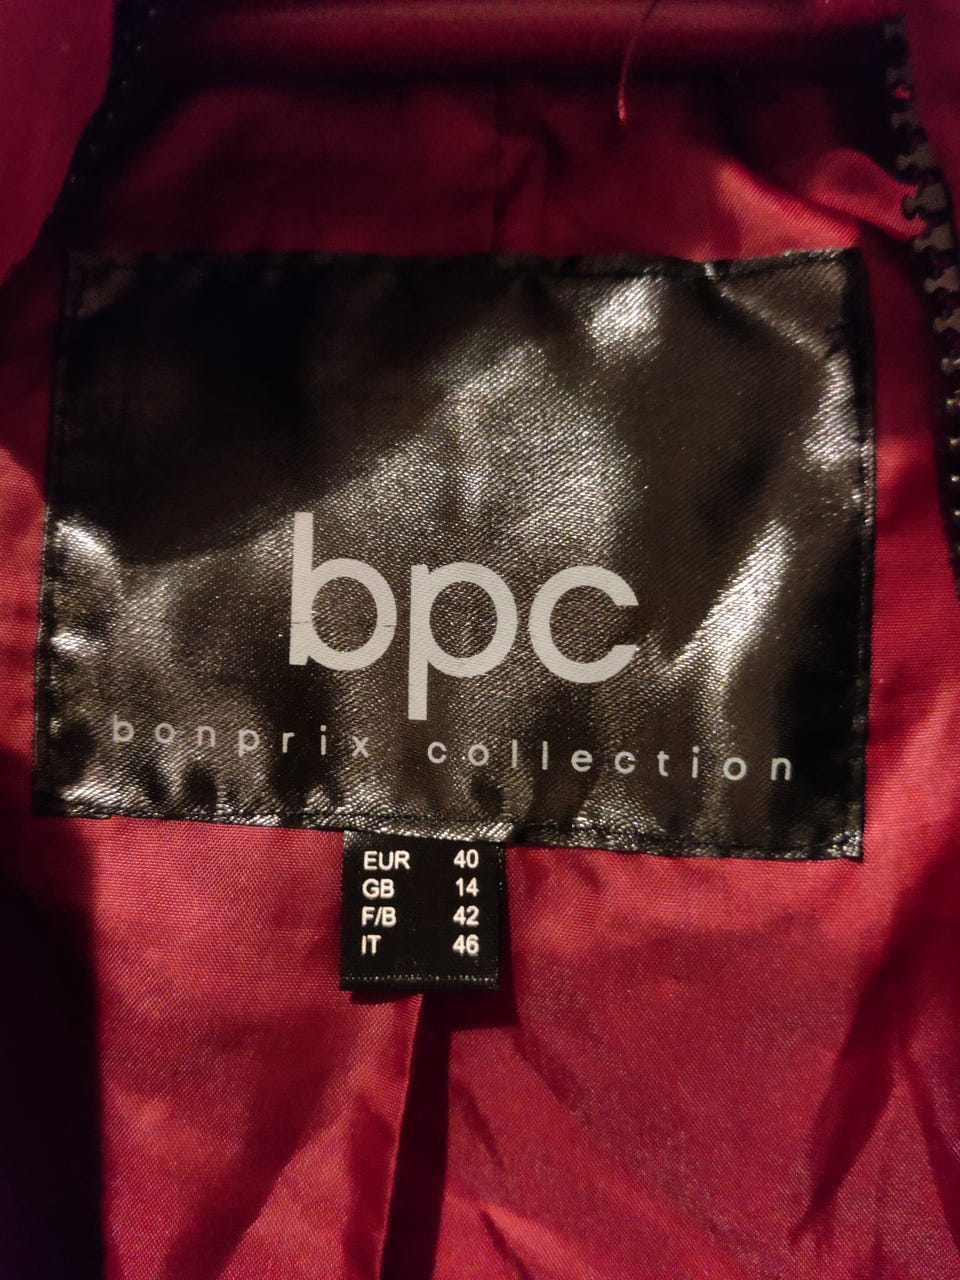 bpc
bonprix collection
EUR 40
GB 14
F/B 42
IT 46